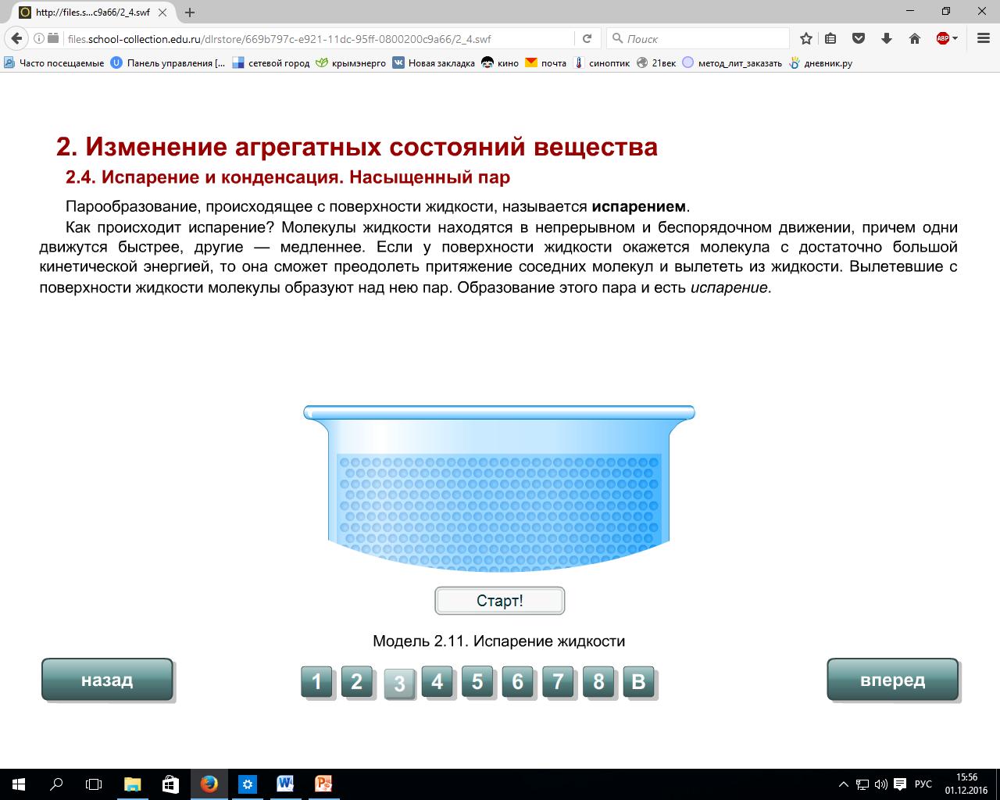 http://files.s...c9a66/2_4.swf
files.school-collection.edu.ru/dlrstore/669b797c-e921-11dc-95ff-0800200c9a66/2_4.swf
Поиск
ABP
Часто посещаемые
Панель управления [...
сетевой город
крымэнерго
Новая закладка
кино
почта
синоптик
21век
метод_лит_заказать
дневник.ру
2. Изменение агрегатных состояний вещества
2.4. Испарение и конденсация. Насыщенный пар
Парообразование, происходящее с поверхности жидкости, называется испарением.
Как происходит испарение? Молекулы жидкости находятся в непрерывном и беспорядочном движении, причем одни
движутся быстрее, другие — медленнее. Если у поверхности жидкости окажется молекула с достаточно большой
кинетической энергией, то она сможет преодолеть притяжение соседних молекул и вылететь из жидкости. Вылетевшие с
поверхности жидкости молекулы образуют над нею пар. Образование этого пара и есть испарение.
Старт!
Модель 2.11. Испарение жидкости
назад
1 2 3 4 5 6 7 8 В
вперед
РУС
15:56
01.12.2016